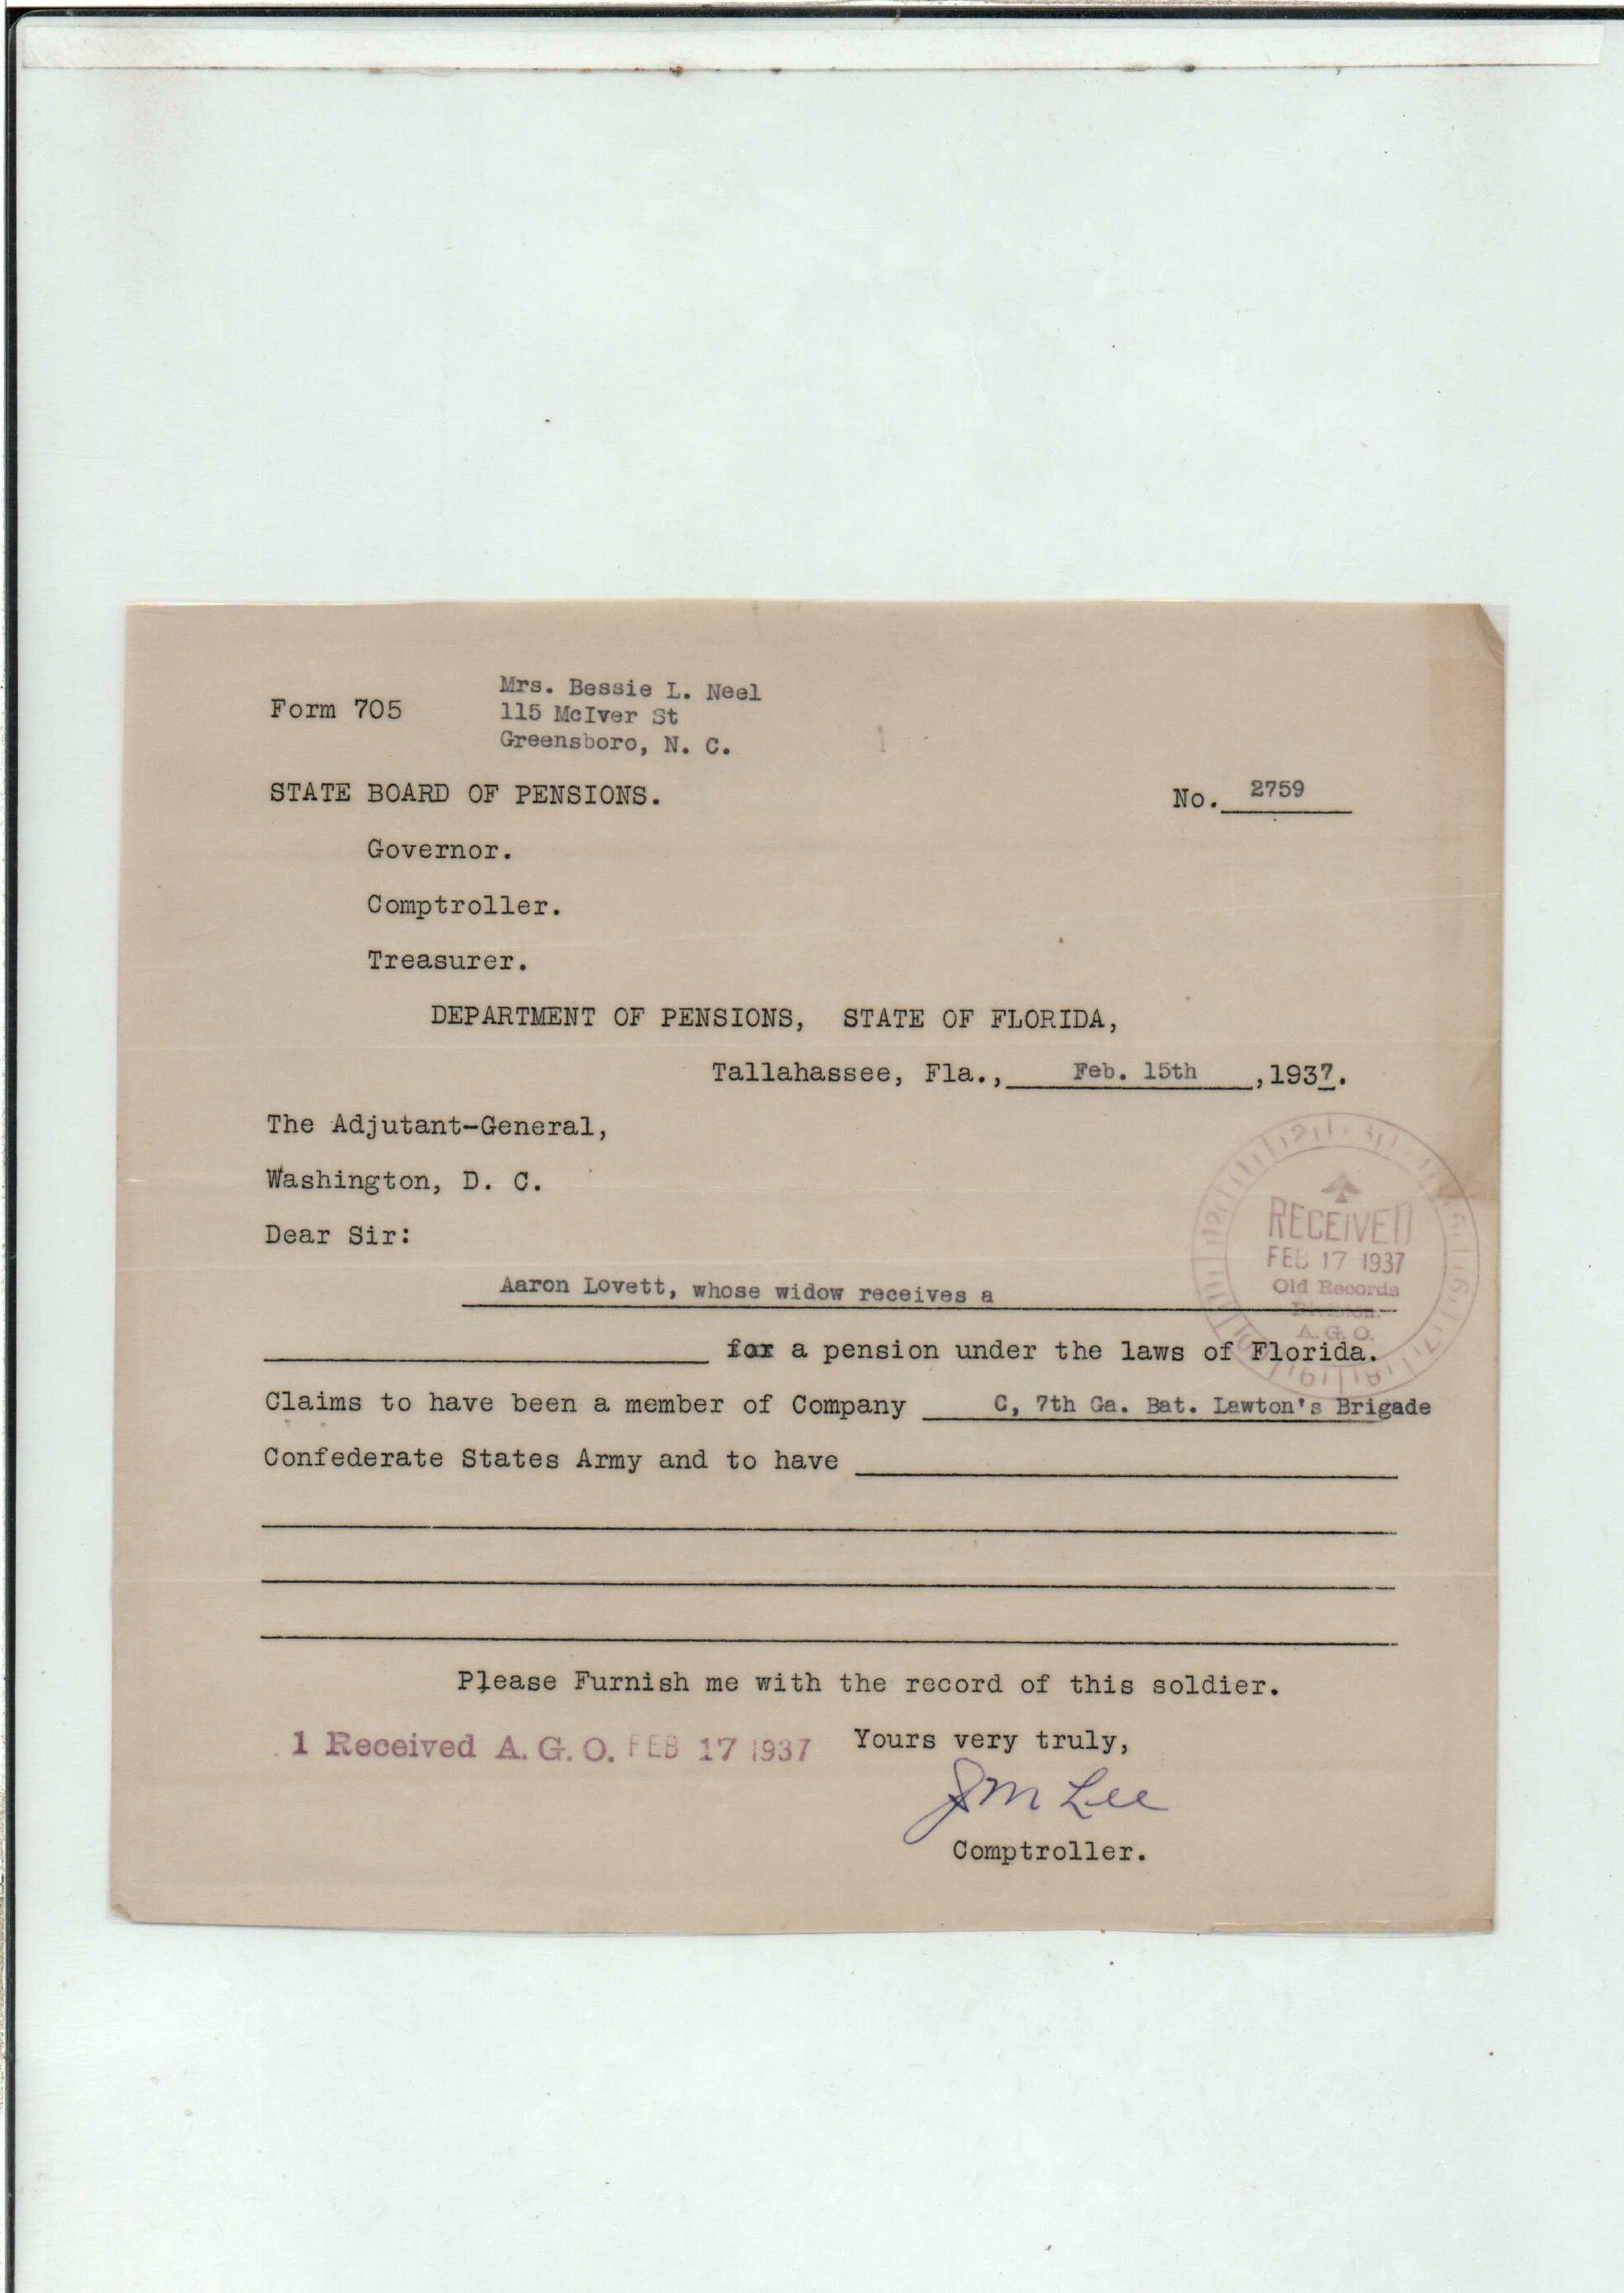 Mrs. Bessie L. Neel
Form 705
115 McIver St
Greensboro, N. C.
STATE BOARD OF PENSIONS.
No. 2759
Governor.
Comptroller.
Treasurer.
DEPARTMENT OF PENSIONS, STATE OF FLORIDA,
Tallahassee, Fla., Feb. 15th ,1937.
The Adjutant-General,
Washington, D. C.
Dear Sir:
RECEIVED
FEB 17 1937
Old Records
Division
A. G. O.
Aaron Lovett, whose widow receives a
for a pension under the laws of Florida.
Claims to have been a member of Company C, 7th Ga. Bat. Lawton's Brigade
Confederate States Army and to have
Please Furnish me with the record of this soldier.
1 Received A. G. O. FEB 17 1937
Yours very truly,
JM Lee
Comptroller.